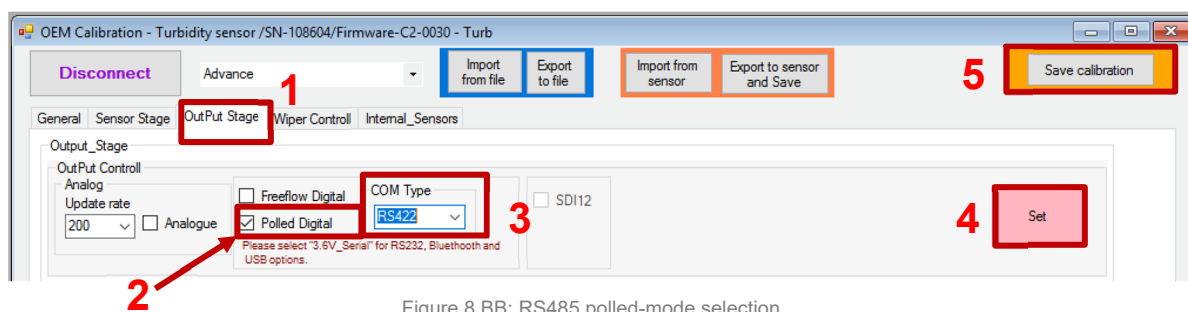 OEM Calibration - Turbidity sensor /SN-108604/Firmware-C2-0030 - Turb
Disconnect
Advance
Import
from file
Export
to file
Import from
sensor
Export to sensor
and Save
5
Save calibration
1
General Sensor Stage OutPut Stage Wiper Controll Internal_Sensors
Output_Stage
OutPut Controll
Analog
Update rate
200
Analogue
Freeflow Digital
Polled Digital
COM Type
RS422
3
SDI12
Please select "3.6V_Serial" for RS232, Bluethooth and
USB options.
4
Set
2
Figure 8 BB: RS485 polled-mode selection